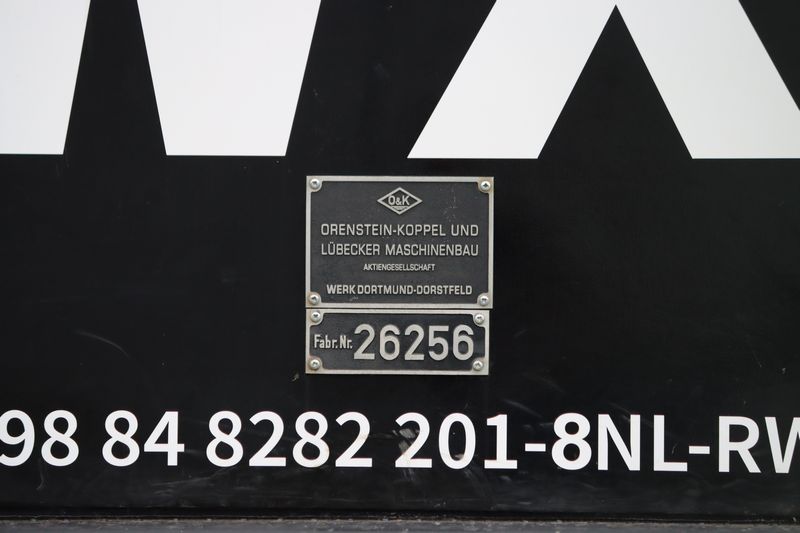 O&K
ORENSTEIN-KOPPEL UND
LÜBECKER MASCHINENBAU
AKTIENGESELLSCHAFT
WERK DORTMUND-DORSTFELD
Fabr. Nr. 26256
98 84 8282 201-8NL-RW